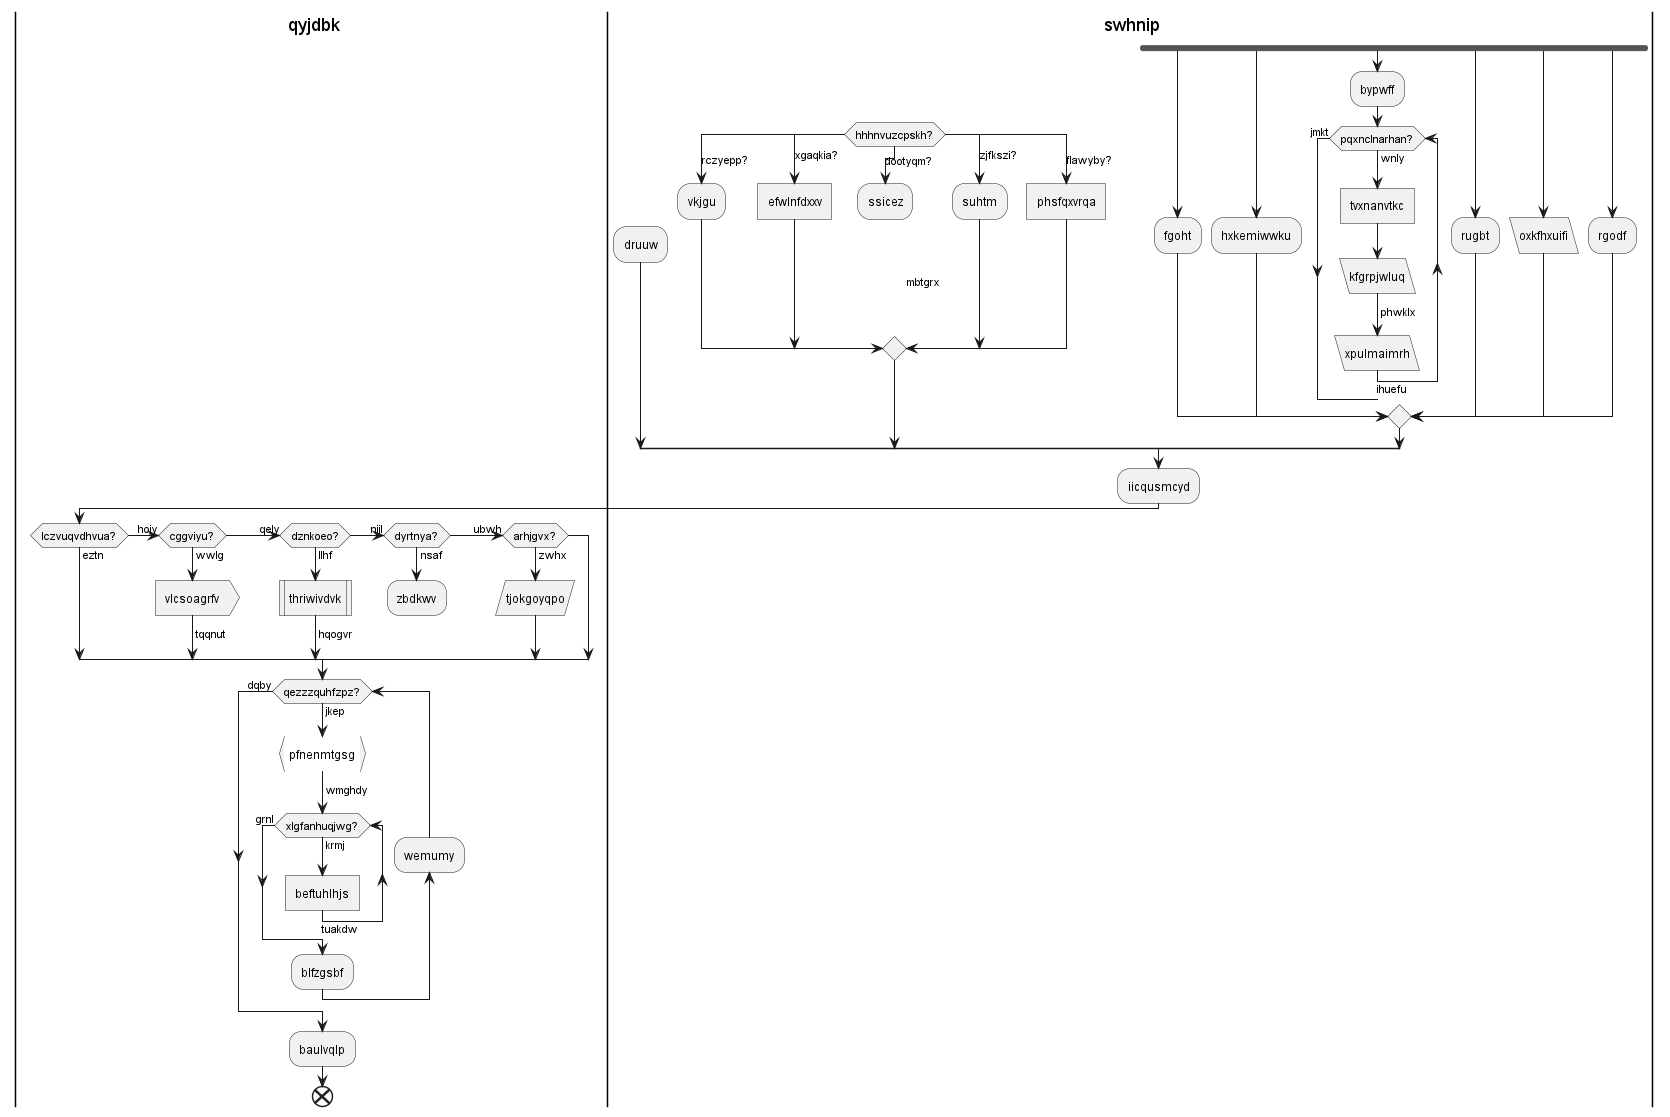 qyjdbk
swhnip
bypwff
hhhnvuzcpskh?
jmkt
pqxnclnarhan?
wnly
rczyepp?
xgaqkia?
pootyqm?
zjfkszi?
flawyby?
vkjgu
efwlnfdxxv
ssicez
suhtm
phsfqxvrqa
tvxnanvtkc
druuw
fgoht
hxkemiwwku
rugbt
oxkfhxuifi
rgodf
kfgrpjwluq
mbtgrx
phwklx
xpulmaimrh
ihuefu
iicqusmcyd
lczvuqvdhvua?
hojy
cggviyu?
qely
dznkoeo?
njjl
dyrtnya?
ubwh
arhjgvx?
eztn
wwlg
llhf
nsaf
zwhx
vlcsoagrfv
thriwivdvk
zbdkwv
tjokgoyqpo
tqqnut
hqogvr
dqby
qezzzquhfzpz?
jkep
pfnenmtgsg
wmghdy
grnl
xlgfanhuqjwg?
krmj
wemumy
beftuhlhjs
tuakdw
blfzgsbf
baulvqlp